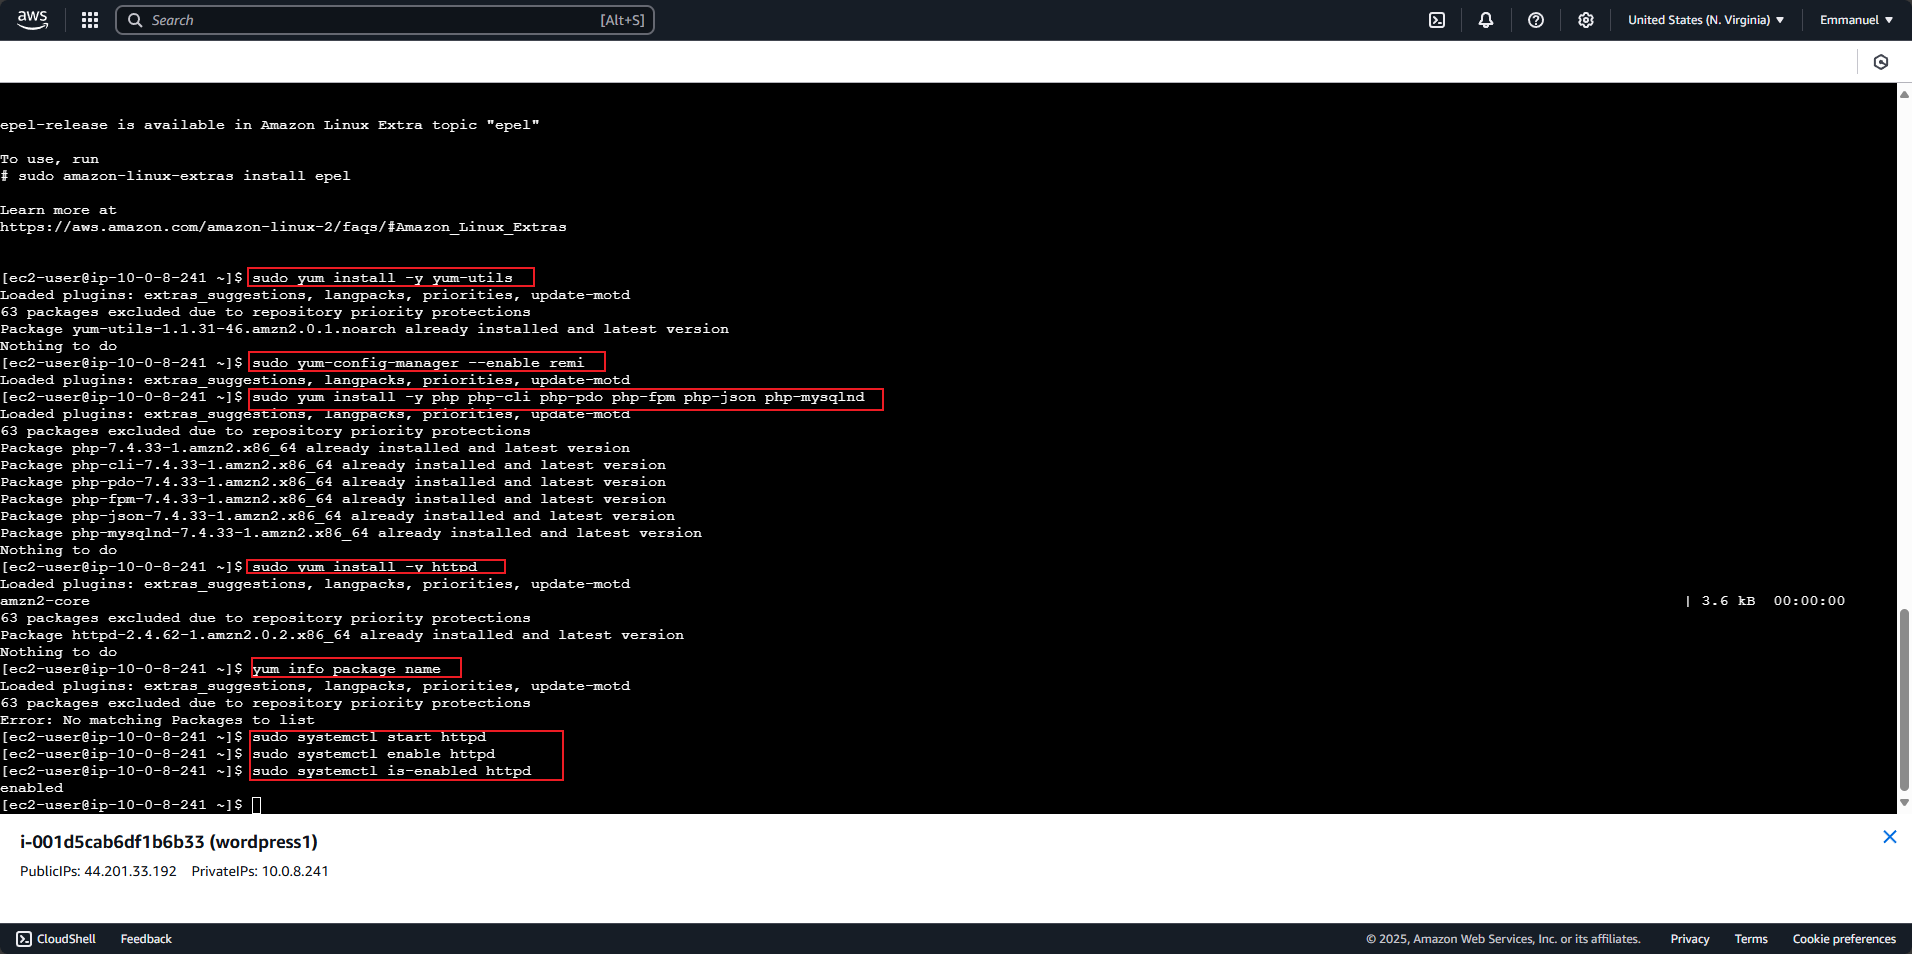 aws
Search [Alt+S]
United States (N. Virginia) ▼
Emmanuel ▼
epel-release is available in Amazon Linux Extra topic "epel"
To use, run
# sudo amazon-linux-extras install epel
Learn more at
https://aws.amazon.com/amazon-linux-2/faqs/#Amazon_Linux_Extras
[ec2-user@ip-10-0-8-241 ~]$ sudo yum install -y yum-utils
Loaded plugins: extras_suggestions, langpacks, priorities, update-motd
63 packages excluded due to repository priority protections
Package yum-utils-1.1.31-46.amzn2.0.1.noarch already installed and latest version
Nothing to do
[ec2-user@ip-10-0-8-241 ~]$ sudo yum-config-manager --enable remi
Loaded plugins: extras_suggestions, langpacks, priorities, update-motd
[ec2-user@ip-10-0-8-241 ~]$ sudo yum install -y php php-cli php-pdo php-fpm php-json php-mysqlnd
Loaded plugins: extras_suggestions, langpacks, priorities, update-motd
63 packages excluded due to repository priority protections
Package php-7.4.33-1.amzn2.x86_64 already installed and latest version
Package php-cli-7.4.33-1.amzn2.x86_64 already installed and latest version
Package php-pdo-7.4.33-1.amzn2.x86_64 already installed and latest version
Package php-fpm-7.4.33-1.amzn2.x86_64 already installed and latest version
Package php-json-7.4.33-1.amzn2.x86_64 already installed and latest version
Package php-mysqlnd-7.4.33-1.amzn2.x86_64 already installed and latest version
Nothing to do
[ec2-user@ip-10-0-8-241 ~]$ sudo yum install -y httpd
Loaded plugins: extras_suggestions, langpacks, priorities, update-motd
amzn2-core | 3.6 kB 00:00:00
63 packages excluded due to repository priority protections
Package httpd-2.4.62-1.amzn2.0.2.x86_64 already installed and latest version
Nothing to do
[ec2-user@ip-10-0-8-241 ~]$ yum info package name
Loaded plugins: extras_suggestions, langpacks, priorities, update-motd
63 packages excluded due to repository priority protections
Error: No matching Packages to list
[ec2-user@ip-10-0-8-241 ~]$ sudo systemctl start httpd
[ec2-user@ip-10-0-8-241 ~]$ sudo systemctl enable httpd
[ec2-user@ip-10-0-8-241 ~]$ sudo systemctl is-enabled httpd
enabled
[ec2-user@ip-10-0-8-241 ~]$
i-001d5cab6df1b6b33 (wordpress1)
PublicIPs: 44.201.33.192 PrivateIPs: 10.0.8.241
CloudShell Feedback © 2025, Amazon Web Services, Inc. or its affiliates. Privacy Terms Cookie preferences